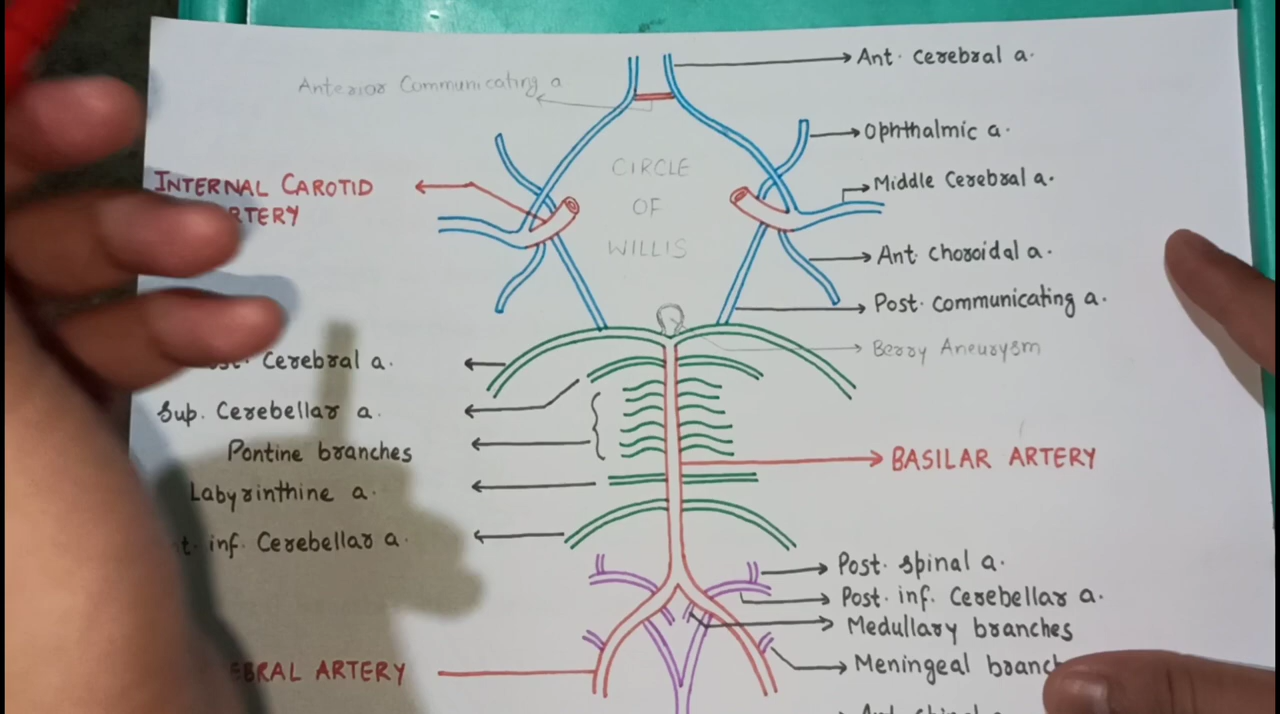 Ant. Cerebral a.
Anterior Communicating a.
Ophthalmic a.
CIRCLE
OF
WILLIS
Middle Cerebral a.
INTERNAL CAROTID
RTERY
Ant. choroidal a.
Post. communicating a.
Berry Aneurysm
Cerebral a.
Sup. Cerebellar a.
Pontine branches
BASILAR ARTERY
Labyrinthine a.
inf. Cerebellar a.
Post. spinal a.
Post. inf. Cerebellar a.
Medullary branches
Meningeal branch
EBRAL ARTERY